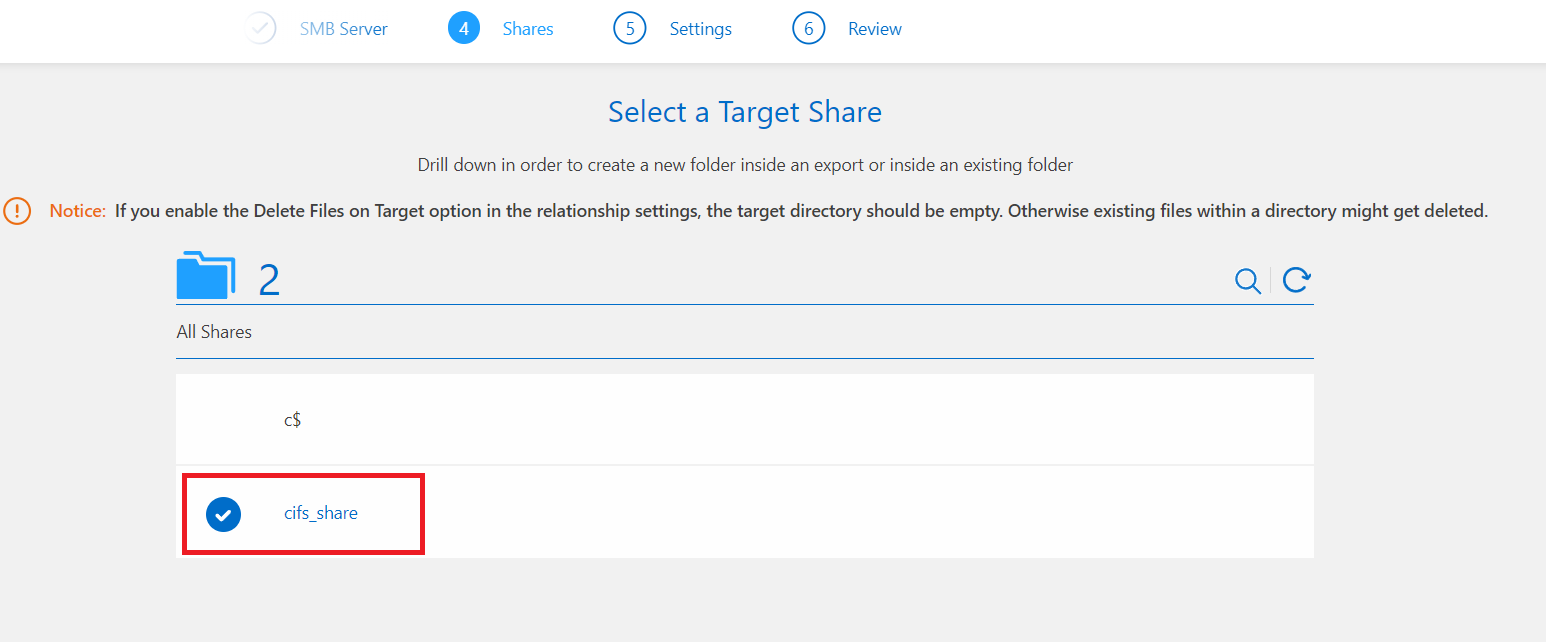 SMB Server 4 Shares 5 Settings 6 Review
Select a Target Share
Drill down in order to create a new folder inside an export or inside an existing folder
Notice: If you enable the Delete Files on Target option in the relationship settings, the target directory should be empty. Otherwise existing files within a directory might get deleted.
2
All Shares
c$
cifs_share